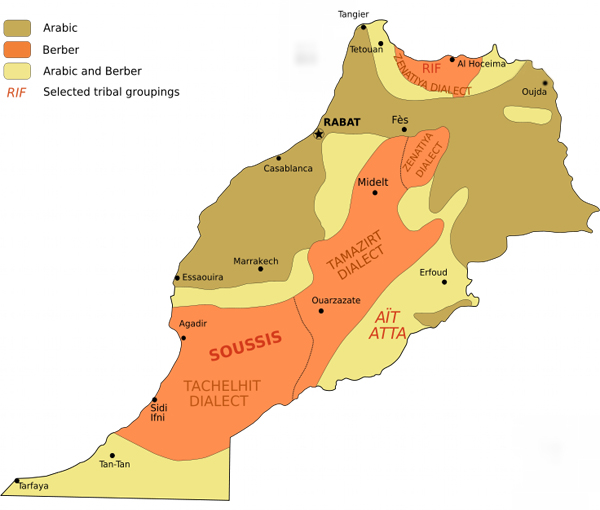 Arabic
Berber
Arabic and Berber
RIF Selected tribal groupings
Tangier
Tetouan
RIF
Al Hoceima
ZENATIYA DIALECT
Oujda
RABAT
Fès
ZENATIYA
DIALECT
Casablanca
Midelt
TAMAZIRT
DIALECT
Marrakech
Essaouira
Erfoud
Ouarzazate
AÏT
ATTA
Agadir
SOUSSIS
TACHELHIT
DIALECT
Sidi
Ifni
Tan-Tan
Tarfaya